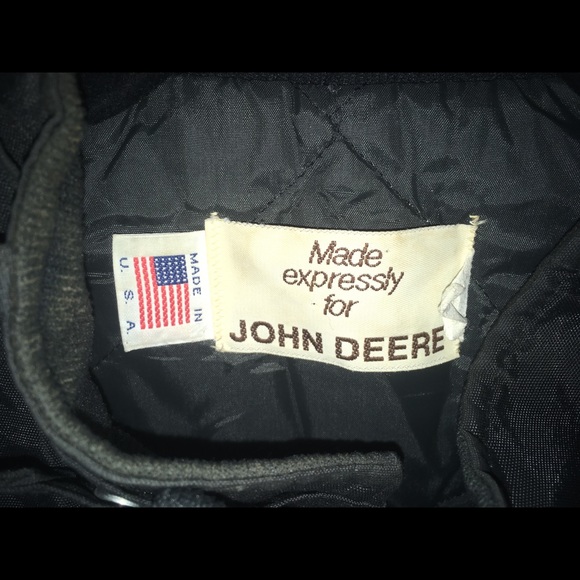 MADE IN
U. S. A.
Made
expressly
for
JOHN DEERE